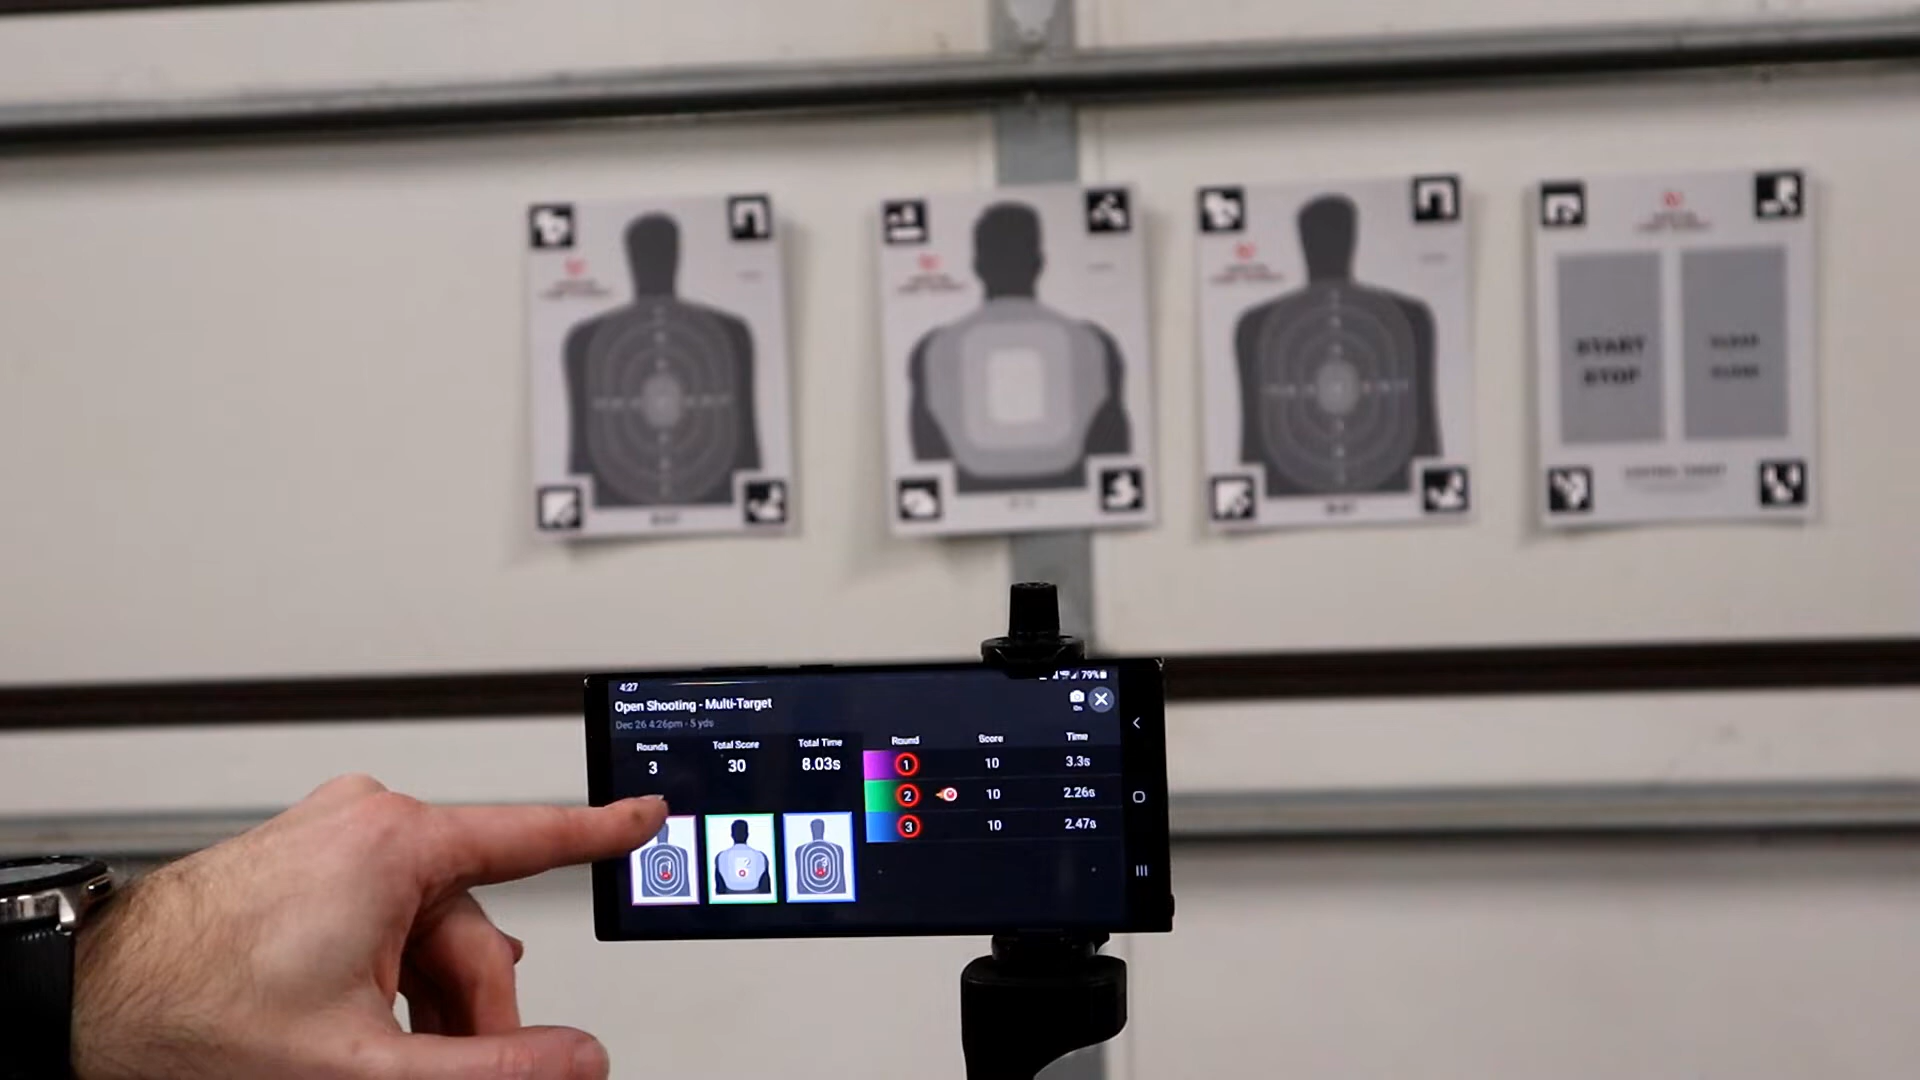 START
STOP
4:27
79%
Open Shooting - Multi-Target
On
Dec 26 4:26pm - 5 yds
Rounds
Total Score
Total Time
3
30
8.03s
Round
Score
Time
1
10
3.3s
2
10
2.26s
3
10
2.47s